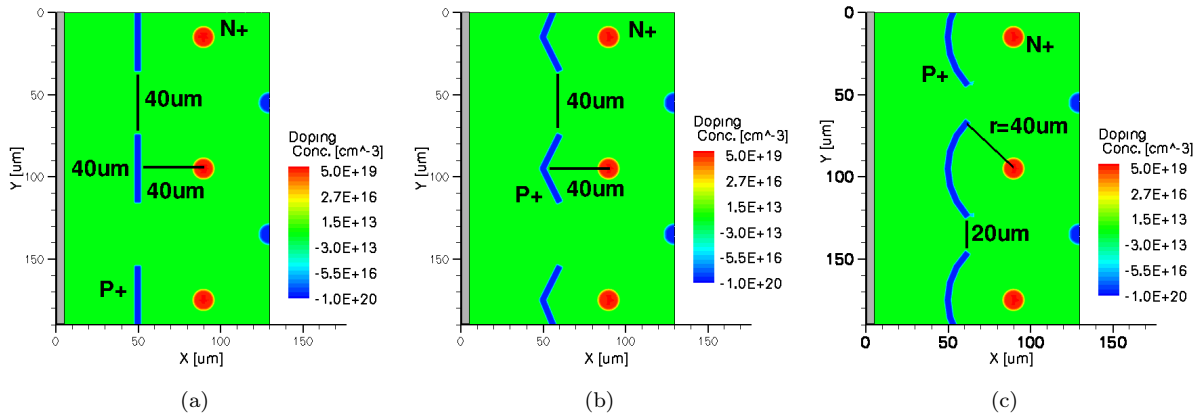 0
50
100
150
Y [um]
0 50 100 150
X [um]
N+
40um
40um
40um
P+
Doping
Conc. [cm^-3]
5.0E+19
2.7E+16
1.5E+13
-3.0E+13
-5.5E+16
-1.0E+20
(a)
0
50
100
150
Y [um]
0 50 100 150
X [um]
N+
40um
40um
P+
Doping
Conc. [cm^-3]
5.0E+19
2.7E+16
1.5E+13
-3.0E+13
-5.5E+16
-1.0E+20
(b)
0
50
100
150
Y [um]
0 50 100 150
X [um]
N+
P+
r=40um
20um
Doping
Conc. [cm^-3]
5.0E+19
2.7E+16
1.5E+13
-3.0E+13
-5.5E+16
-1.0E+20
(c)